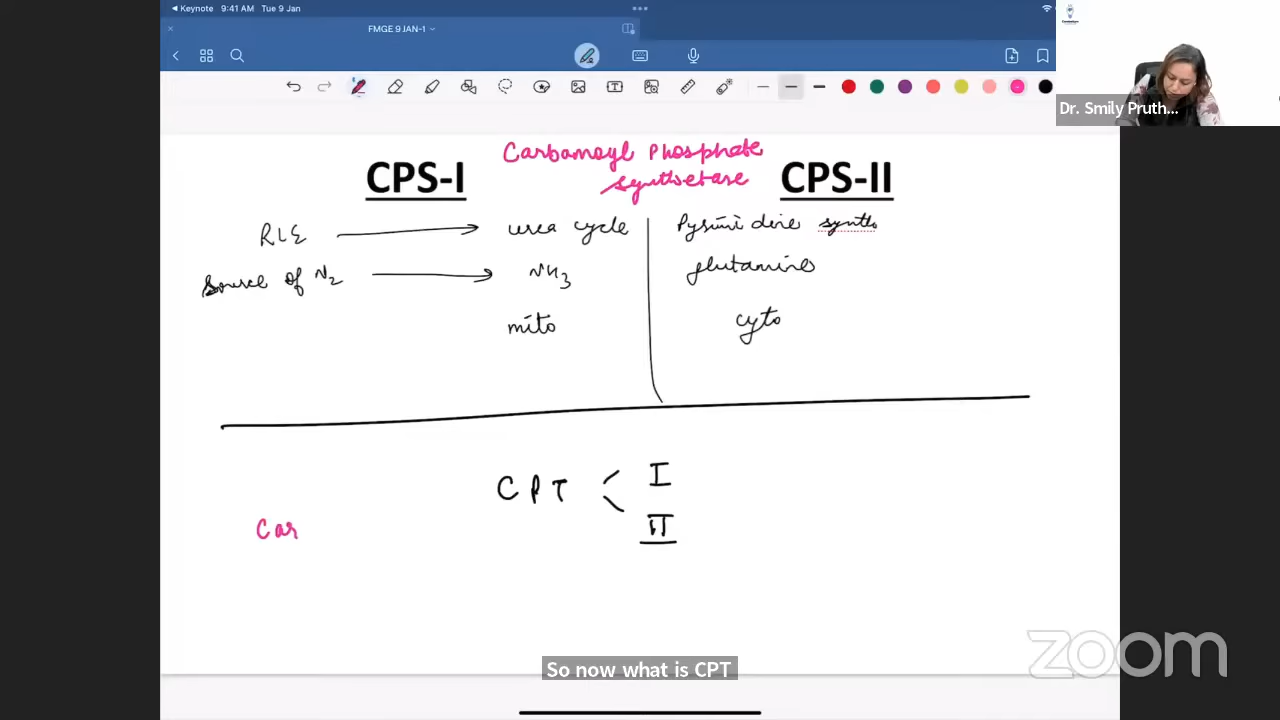 Keynote 9:41 AM Tue 9 Jan
FMGE 9 JAN-1
Dr. Smily Pruth...
Carbamoyl Phosphate
synthetase
CPS-I CPS-II
RLE urea cycle Pyrimidine synth
Source of N2 NH3 glutamine
mito cyto
CPT I
II
Car
zoom
So now what is CPT